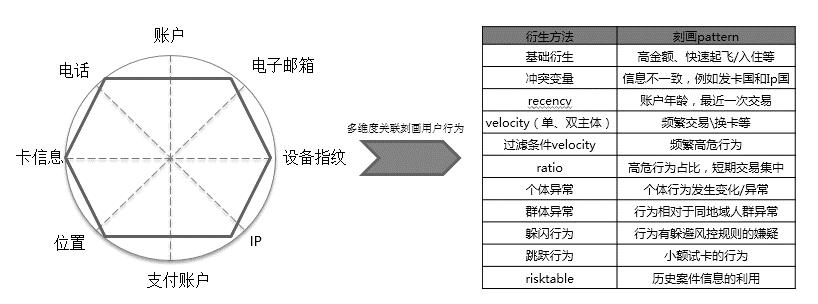 账户
电话
电子邮箱
卡信息
设备指纹
位置
IP
支付账户
多维度关联刻画用户行为
衍生方法 刻画pattern
基础衍生 高金额、快速起飞/入住等
冲突变量 信息不一致，例如发卡国和Ip国
recency 账户年龄，最近一次交易
velocity（单、双主体） 频繁交易\换卡等
过滤条件velocity 频繁高危行为
ratio 高危行为占比，短期交易集中
个体异常 个体行为发生变化/异常
群体异常 行为相对于同地域人群异常
躲闪行为 行为有躲避风控规则的嫌疑
跳跃行为 小额试卡的行为
risktable 历史案件信息的利用